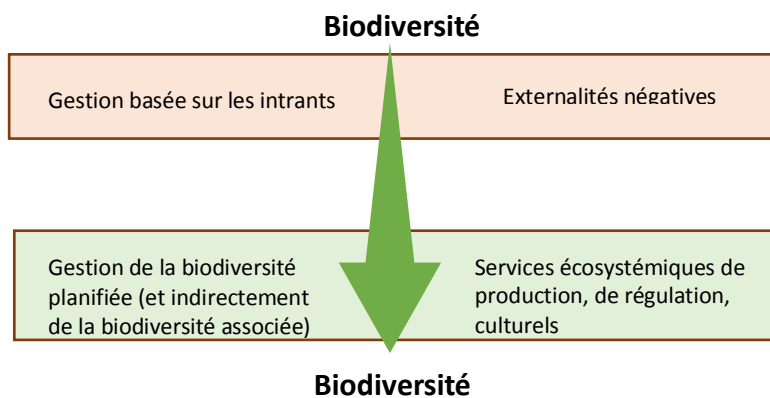 Biodiversité
Gestion basée sur les intrants
Externalités négatives
Gestion de la biodiversité
planifiée (et indirectement
de la biodiversité associée)
Services écosystémiques de
production, de régulation,
culturels
Biodiversité